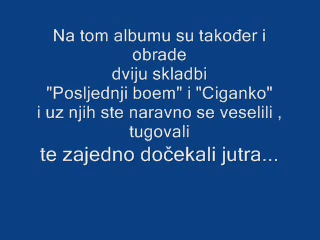 Na tom albumu su također i
obrade
dviju skladbi
"Posljednji boem" i "Ciganko"
i uz njih ste naravno se veselili ,
tugovali
te zajedno dočekali jutra...